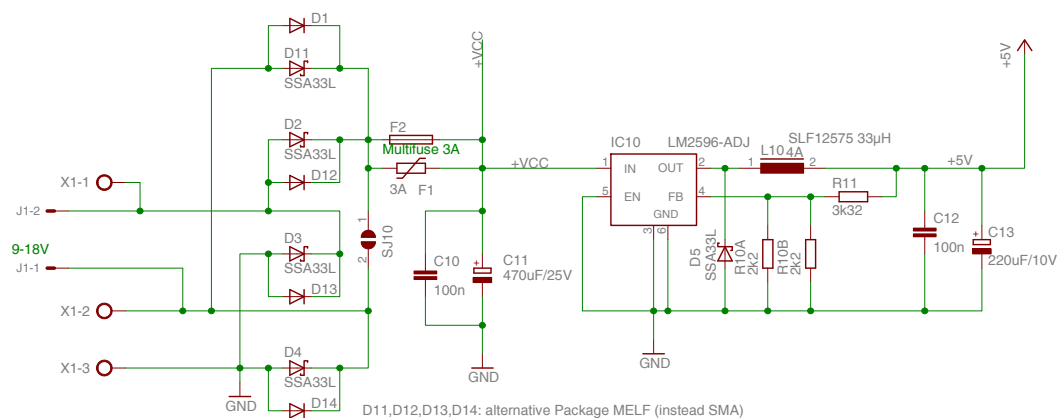 D1
D11
SSA33L
D2
SSA33L
D12
X1-1
J1-2
9-18V
J1-1
X1-2
X1-3
D3
SSA33L
D13
D4
SSA33L
D14
GND
1
SJ10
2
F2
Multifuse 3A
3A
F1
+VCC
+VCC
C10
100n
C11
470uF/25V
GND
IC10
LM2596-ADJ
1
IN
OUT
2
5
EN
FB
4
GND
3
6
GND
SLF12575 33µH
L10
4A
1
2
D5
SSA33L
R10A
2k2
R10B
2k2
R11
3k32
+5V
+5V
C12
100n
C13
220uF/10V
D11,D12,D13,D14: alternative Package MELF (instead SMA)